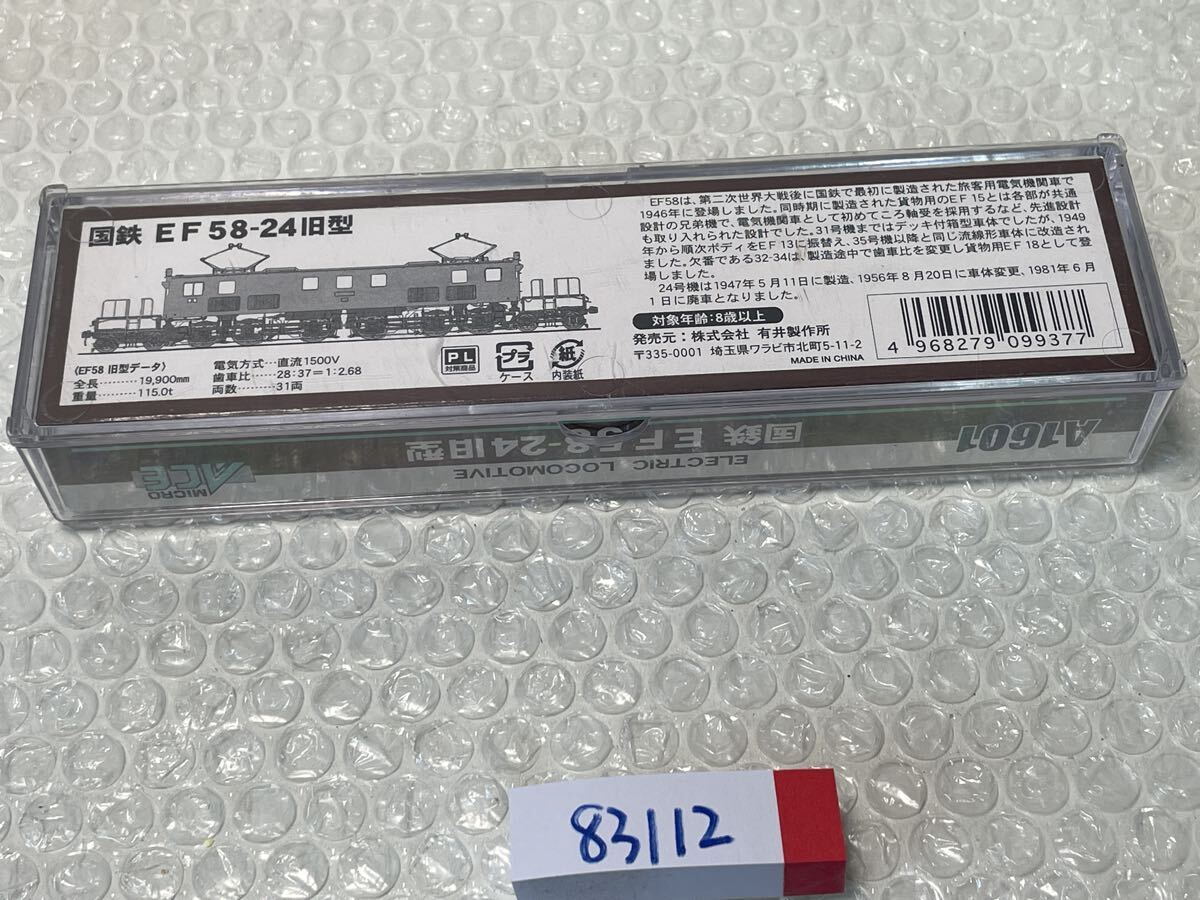 国鉄 EF58-24旧型
〈EF58 旧型データ〉
全長………19,900mm
重量………115.0t
電気方式…直流1500V
歯車比……28:37=1:2.68
両数………31両
PL
対策商品
プラ
ケース
紙
内装紙
EF58は、第二次世界大戦後に国鉄で最初に製造された旅客用電気機関車で
1946年に登場しました。同時期に製造された貨物用のEF15とは各部が共通
設計の兄弟機で、電気機関車として初めてころ軸受を採用するなど、先進設計
も取り入れられた設計でした。31号機まではデッキ付箱型車体でしたが、1949
年から順次ボディをEF13に振替え、35号機以降と同じ流線形車体に改造され
ました。欠番である32-34は、製造途中で歯車比を変更し貨物用EF18として登
場しました。
24号機は1947年5月11日に製造、1956年8月20日に車体変更、1981年6月
1日に廃車となりました。
対象年齢:8歳以上
発売元:株式会社 有井製作所
〒335-0001 埼玉県ワラビ市北町5-11-2
MADE IN CHINA
4 968279 099377
A1601
国鉄 EF58-24旧型
ELECTRIC LOCOMOTIVE
MICRO ACE
83112